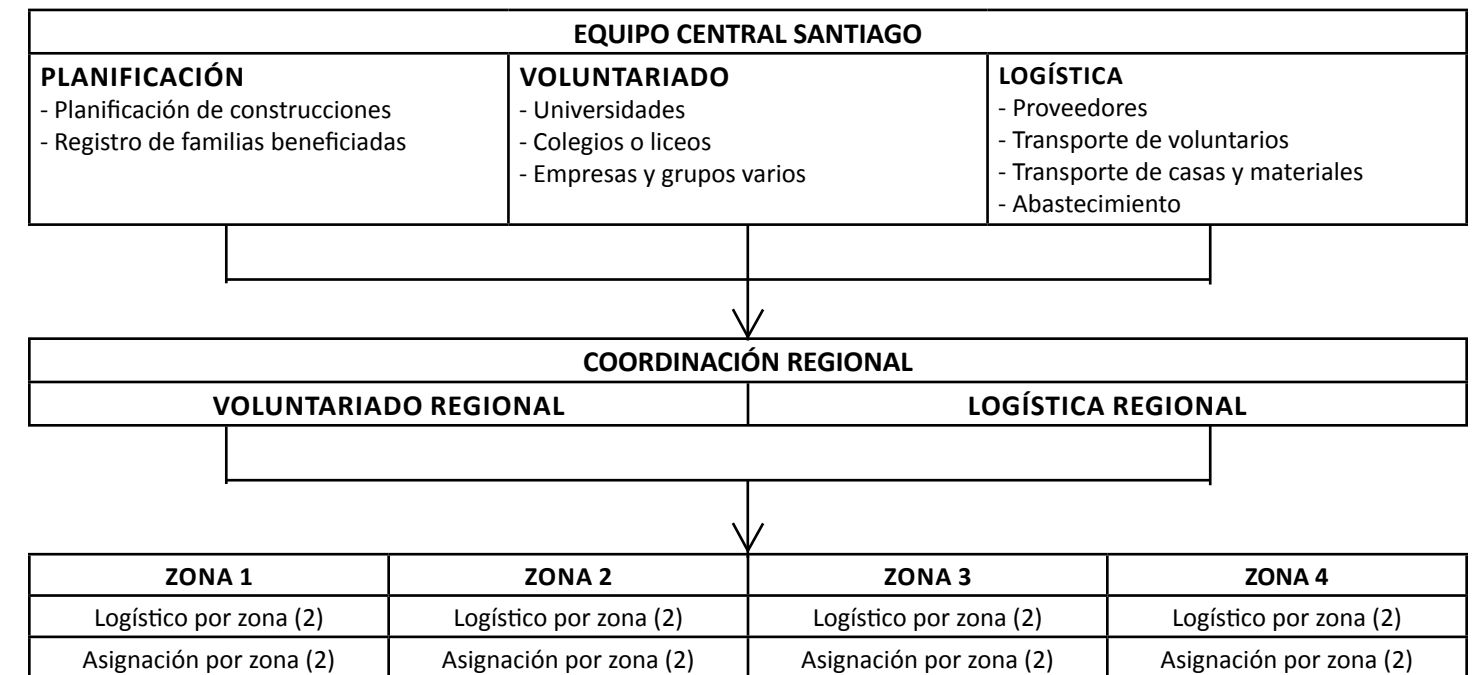 EQUIPO CENTRAL SANTIAGO
PLANIFICACIÓN
- Planificación de construcciones
- Registro de familias beneficiadas
VOLUNTARIADO
- Universidades
- Colegios o liceos
- Empresas y grupos varios
LOGÍSTICA
- Proveedores
- Transporte de voluntarios
- Transporte de casas y materiales
- Abastecimiento
COORDINACIÓN REGIONAL
VOLUNTARIADO REGIONAL
LOGÍSTICA REGIONAL
ZONA 1
ZONA 2
ZONA 3
ZONA 4
Logístico por zona (2)
Logístico por zona (2)
Logístico por zona (2)
Logístico por zona (2)
Asignación por zona (2)
Asignación por zona (2)
Asignación por zona (2)
Asignación por zona (2)